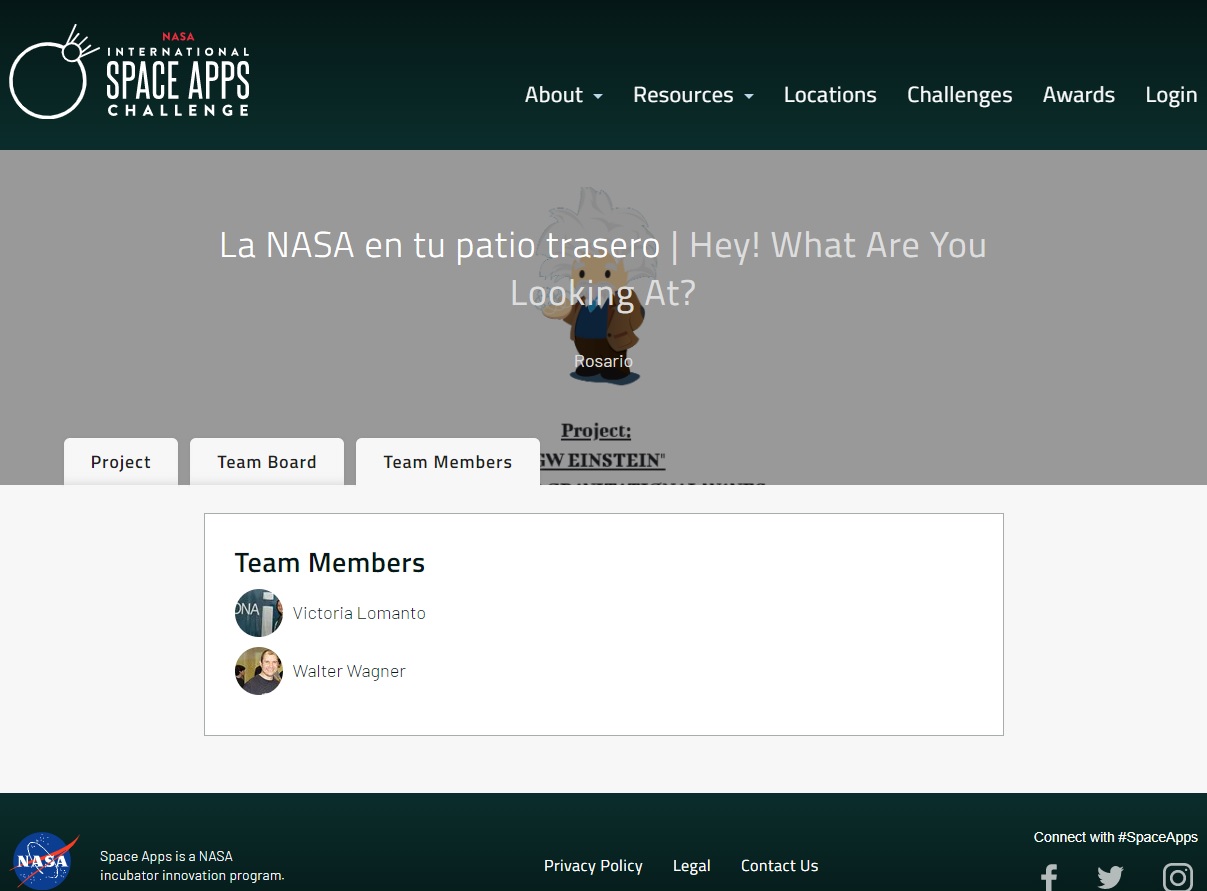 NASA
INTERNATIONAL
SPACE APPS
CHALLENGE
About
Resources
Locations
Challenges
Awards
Login
La NASA en tu patio trasero | Hey! What Are You
Looking At?
Rosario
Project:
GW EINSTEIN"
Project
Team Board
Team Members
Team Members
DNA
Victoria Lomanto
Walter Wagner
NASA
Space Apps is a NASA
incubator innovation program.
Privacy Policy
Legal
Contact Us
Connect with #SpaceApps